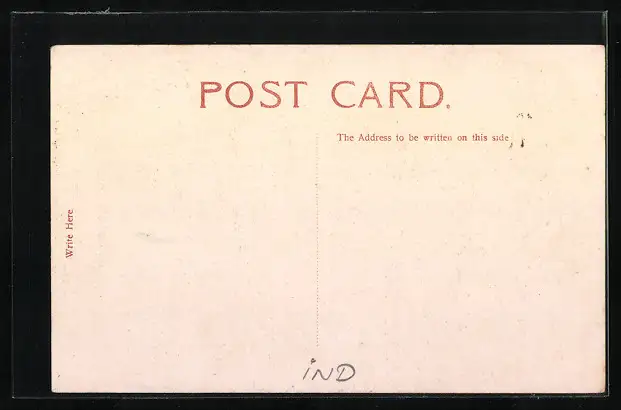 POST CARD.
The Address to be written on this side
Write Here
IND